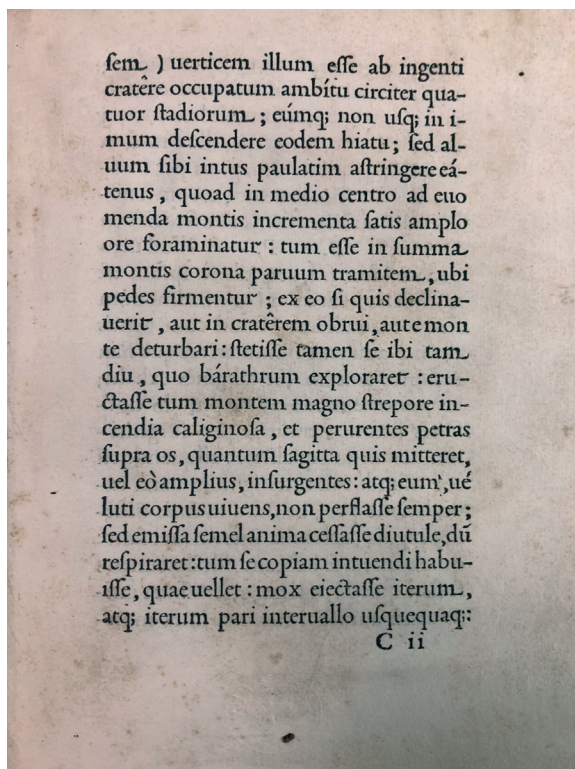 ſem ) uerticem illum eſſe ab ingenti
cratêre occupatum ambítu circiter qua-
tuor ſtadiorum ; eúmq; non uſq; in i-
mum deſcendere eodem hiatu ; ſed al-
uum ſibi intus paulatim aſtringere eá-
tenus , quoad in medio centro ad euo
menda montis incrementa ſatis amplo
ore foraminatur : tum eſſe in ſumma
montis corona paruum tramitem , ubi
pedes firmentur ; ex eo ſi quis declina-
uerit , aut in cratêrem obrui , aut e mon
te deturbari : ſtetiſſe tamen ſe ibi tam
diu , quo bárathrum exploraret : eru-
ctaſſe tum montem magno ſtrepore in-
cendia caliginoſa , et perurentes petras
ſupra os , quantum ſagitta quis mitteret,
uel eò amplius , inſurgentes : atq; eum , ué
luti corpus uiuens , non perflaſſe ſemper ;
ſed emiſſa ſemel anima ceſſaſſe diutule , dū
reſpiraret : tum ſe copiam intuendi habu-
iſſe , quae uellet : mox eiectaſſe iterum ,
atq; iterum pari interuallo uſquequaq;:
C ii